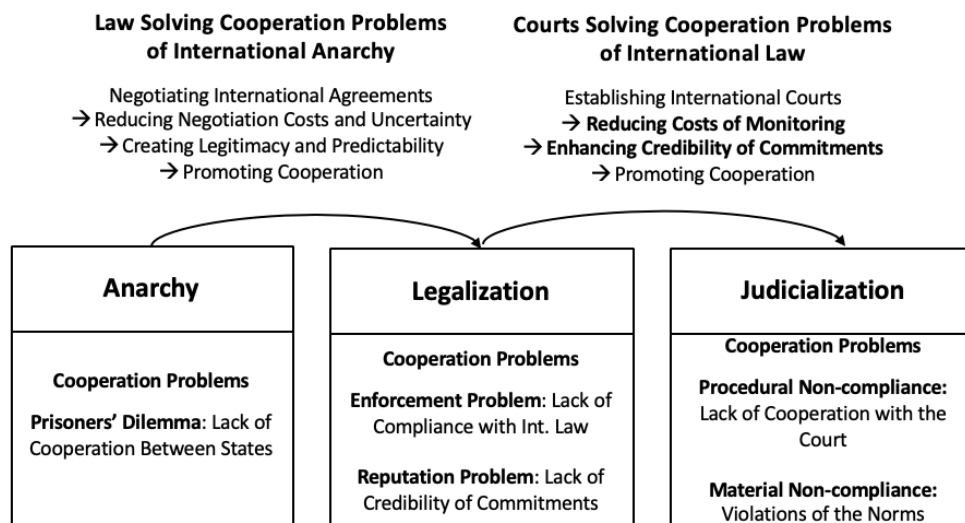 Law Solving Cooperation Problems
of International Anarchy
Negotiating International Agreements
→ Reducing Negotiation Costs and Uncertainty
→ Creating Legitimacy and Predictability
→ Promoting Cooperation
Courts Solving Cooperation Problems
of International Law
Establishing International Courts
→ Reducing Costs of Monitoring
→ Enhancing Credibility of Commitments
→ Promoting Cooperation
Anarchy
Cooperation Problems
Prisoners’ Dilemma: Lack of
Cooperation Between States
Legalization
Cooperation Problems
Enforcement Problem: Lack of
Compliance with Int. Law
Reputation Problem: Lack of
Credibility of Commitments
Judicialization
Cooperation Problems
Procedural Non-compliance:
Lack of Cooperation with the
Court
Material Non-compliance:
Violations of the Norms